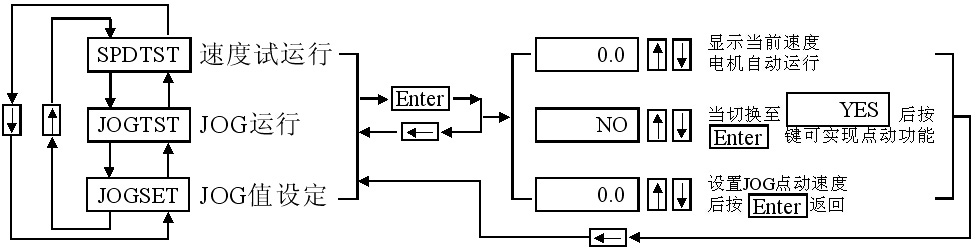 SPDTST 速度试运行
JOGTST JOG运行
JOGSET JOG值设定
Enter
0.0 显示当前速度
电机自动运行
NO 当切换至 YES 后按
Enter 键可实现点动功能
0.0 设置JOG点动速度
后按 Enter 返回